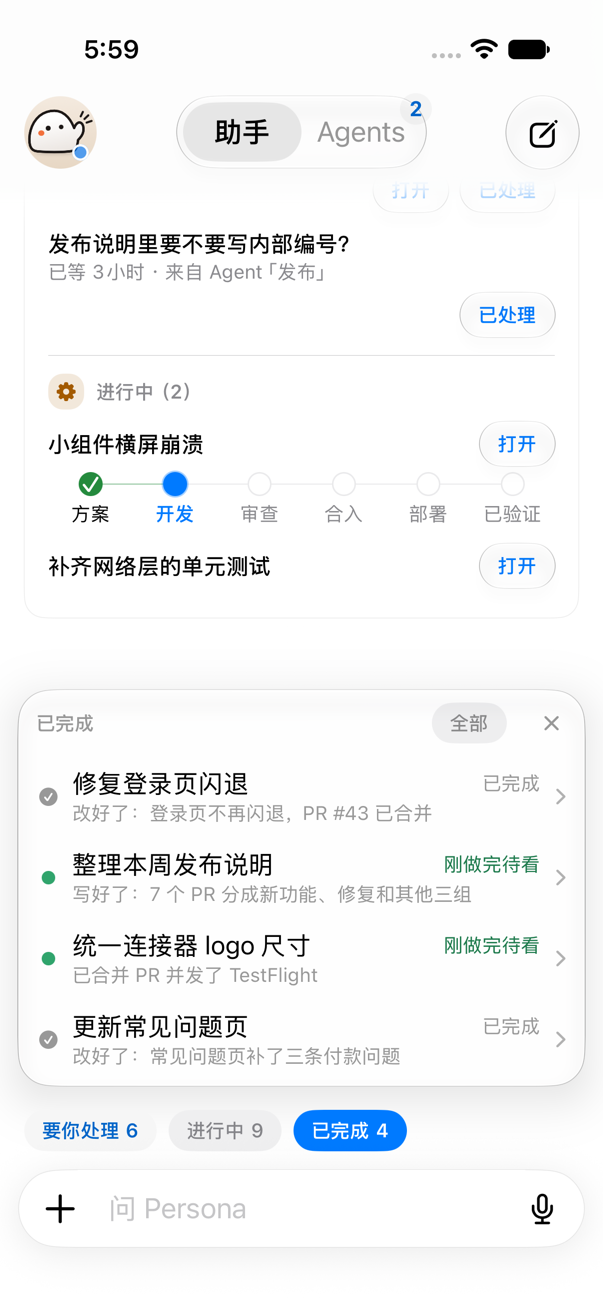 5:59
助手
Agents
2
打开
已处理
发布说明里要不要写内部编号?
已等 3小时 · 来自 Agent「发布」
已处理
进行中(2)
小组件横屏崩溃
打开
方案
开发
审查
合入
部署
已验证
补齐网络层的单元测试
打开
已完成
全部
修复登录页闪退
已完成
改好了:登录页不再闪退,PR #43 已合并
整理本周发布说明
刚做完待看
写好了:7 个 PR 分成新功能、修复和其他三组
统一连接器 logo 尺寸
刚做完待看
已合并 PR 并发了 TestFlight
更新常见问题页
已完成
改好了:常见问题页补了三条付款问题
要你处理 6
进行中 9
已完成 4
问 Persona